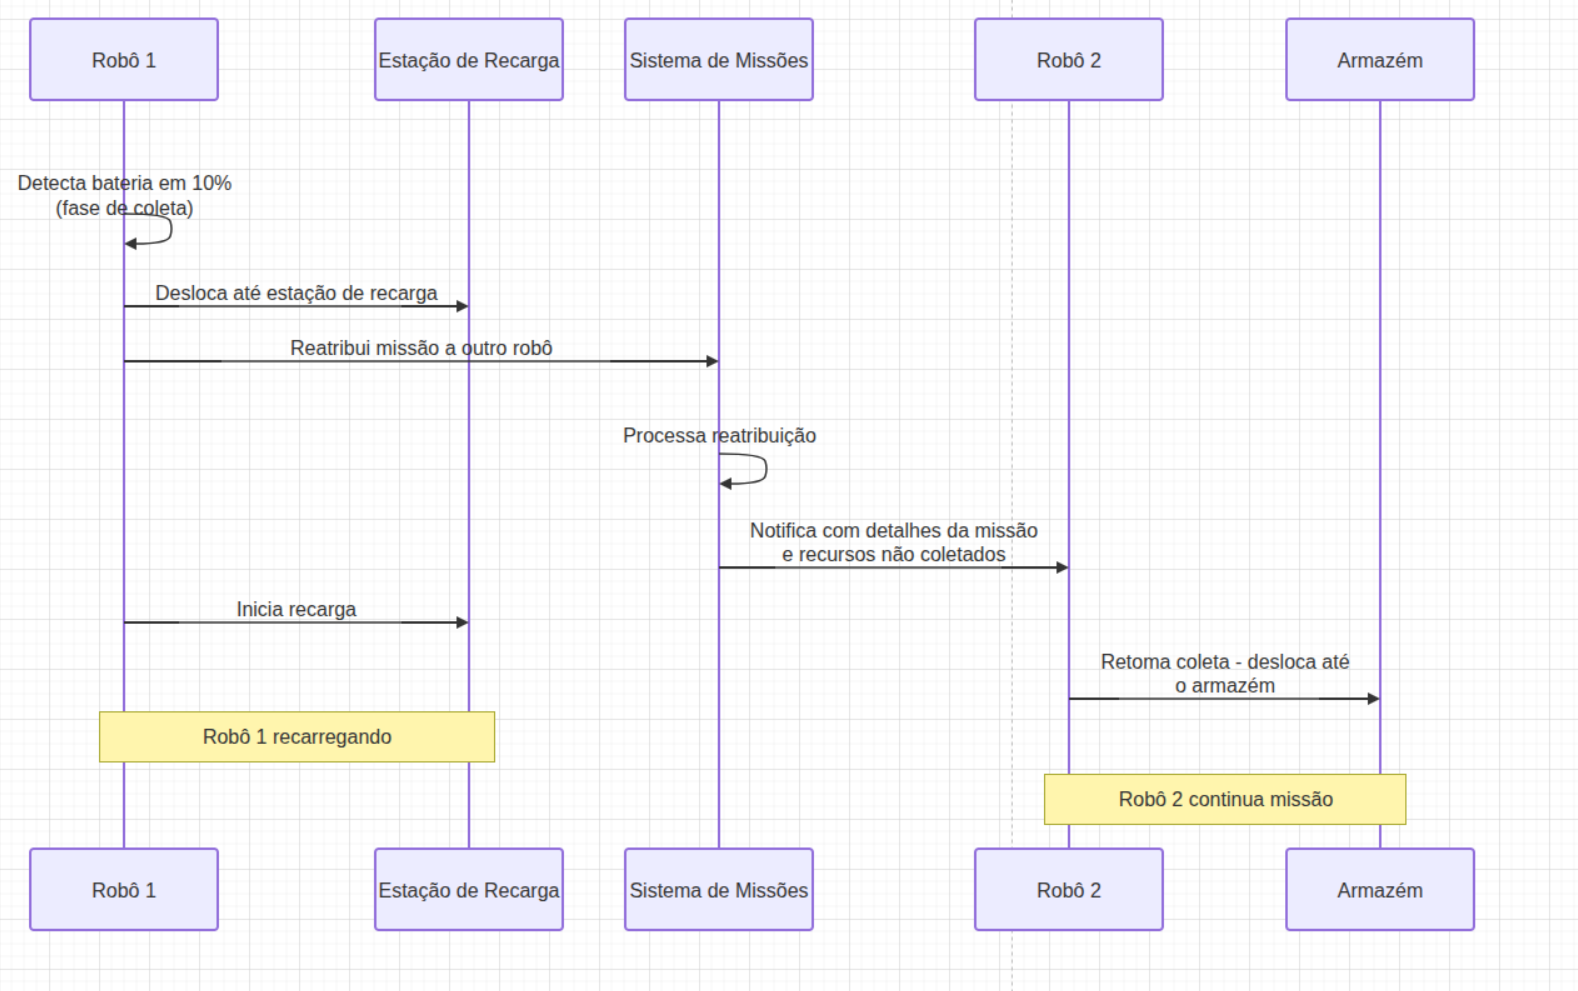 Robô 1
Estação de Recarga
Sistema de Missões
Robô 2
Armazém
Detecta bateria em 10%
(fase de coleta)
Desloca até estação de recarga
Reatribui missão a outro robô
Processa reatribuição
Notifica com detalhes da missão
e recursos não coletados
Inicia recarga
Retoma coleta - desloca até
o armazém
Robô 1 recarregando
Robô 2 continua missão
Robô 1
Estação de Recarga
Sistema de Missões
Robô 2
Armazém